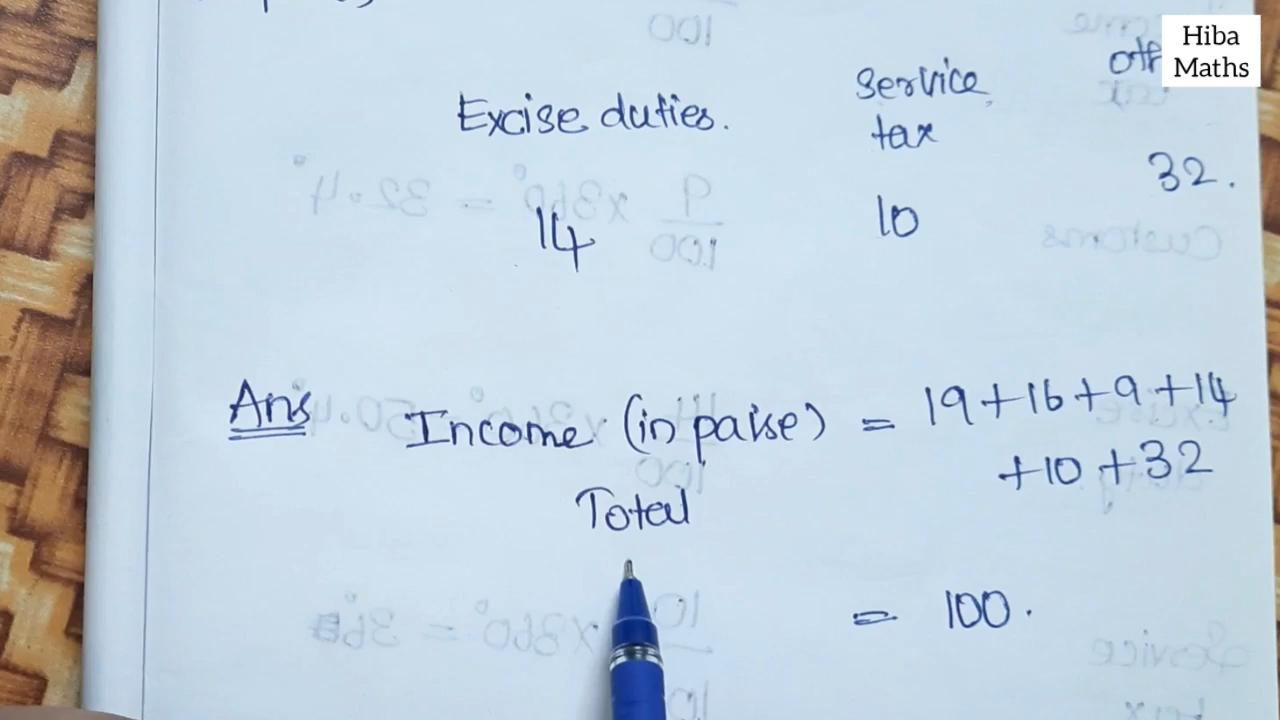 Hiba
Maths
Excise duties.
Service
tax
14
10
32.
Ans Income (in paise) = 19+16+9+14
+10+32
Total
= 100.